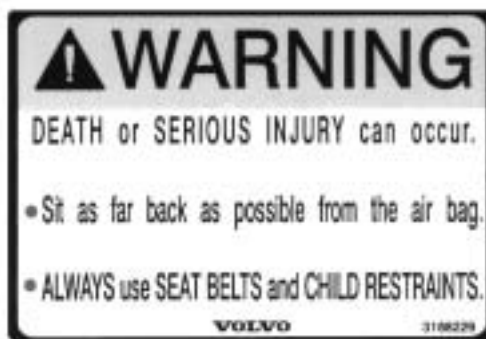 WARNING
DEATH or SERIOUS INJURY can occur.
• Sit as far back as possible from the air bag.
• ALWAYS use SEAT BELTS and CHILD RESTRAINTS.
VOLVO 3188229